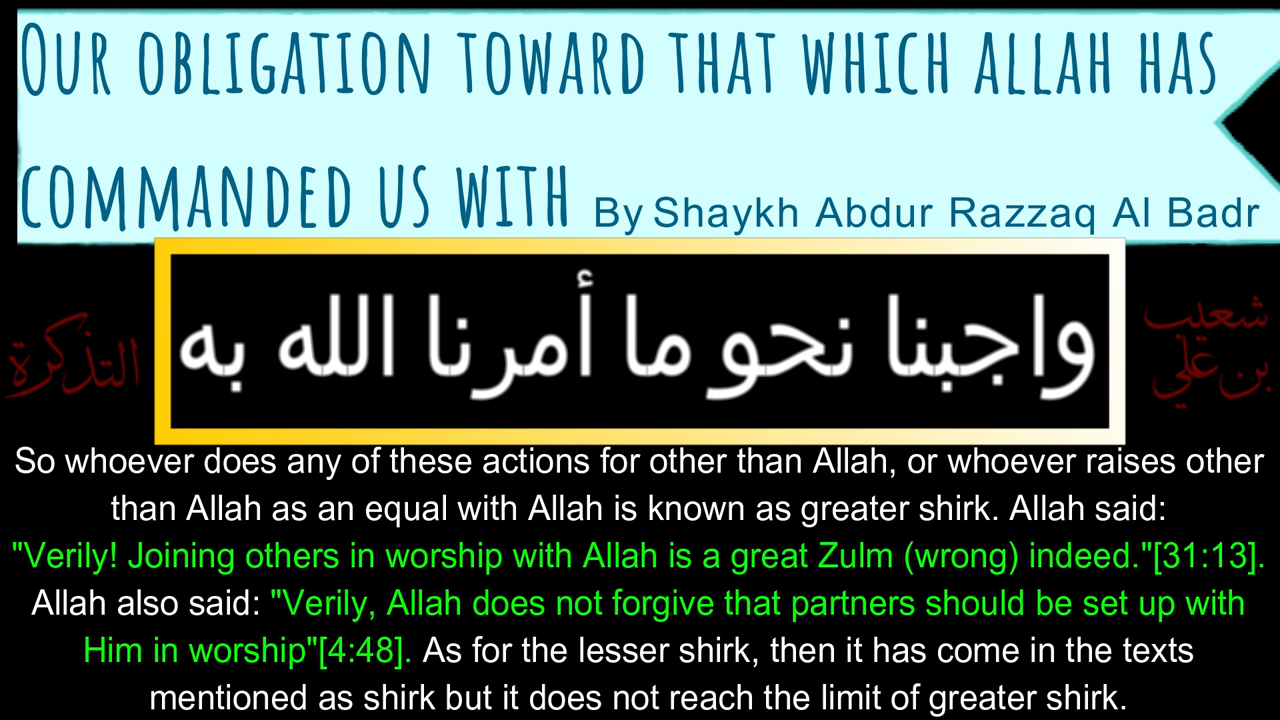 Our obligation toward that which Allah has
commanded us with By Shaykh Abdur Razzaq Al Badr
واجبنا نحو ما أمرنا الله به
شعيب
بن علي
التذكرة
So whoever does any of these actions for other than Allah, or whoever raises other
than Allah as an equal with Allah is known as greater shirk. Allah said:
"Verily! Joining others in worship with Allah is a great Zulm (wrong) indeed."[31:13].
Allah also said: "Verily, Allah does not forgive that partners should be set up with
Him in worship"[4:48]. As for the lesser shirk, then it has come in the texts
mentioned as shirk but it does not reach the limit of greater shirk.